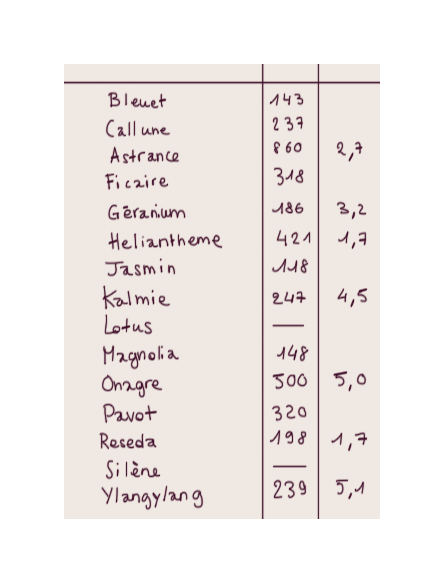 Bleuet 143
Callune 237
Astrance 860 2,7
Ficaire 318
Géranium 186 3,2
Heliantheme 421 1,7
Jasmin 118
Kalmie 247 4,5
Lotus —
Magnolia 148
Onagre 500 5,0
Pavot 320
Reseda 198 1,7
Silène —
Ylangylang 239 5,1